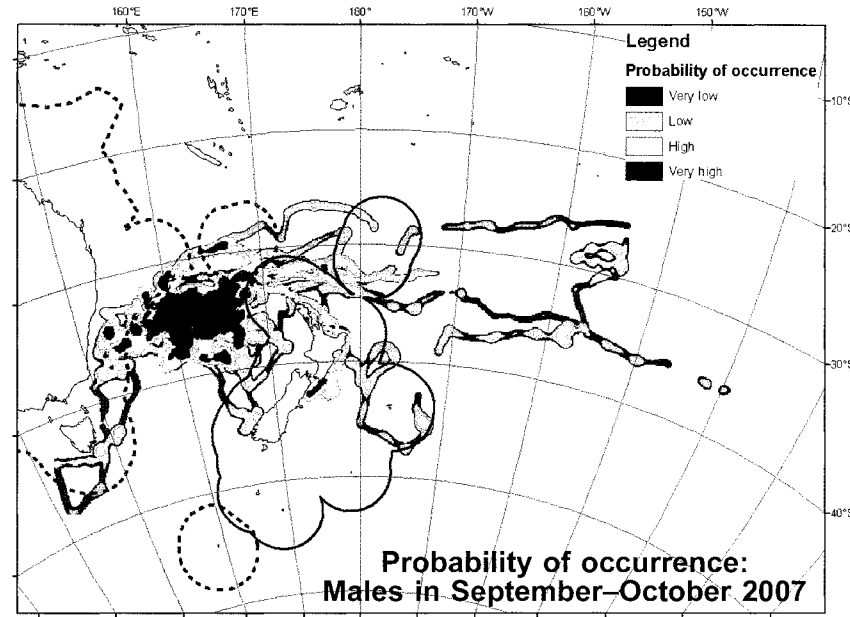 160°W 170°E 180° 170°W 160°W 150°W
Legend
Probability of occurrence
Very low
Low
High
Very high
10°S
20°S
30°S
40°S
Probability of occurrence:
Males in September–October 2007